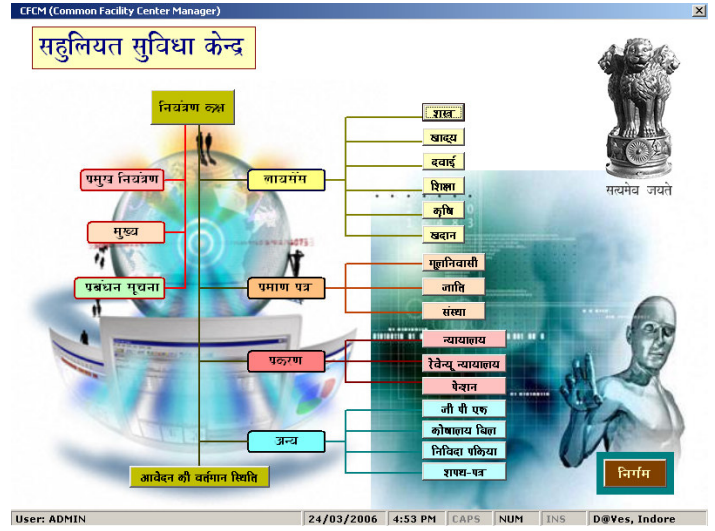 CFCM (Common Facility Center Manager)
सहुलियत सुविधा केन्द्र
नियंत्रण कक्ष
प्रमुख नियंत्रण
मुख्य
प्रबंधन सूचना
लायसेंस
शस्त्र
खाद्य
दवाई
शिक्षा
कृषि
खदान
प्रमाण पत्र
मूलनिवासी
जाति
संस्था
प्रकरण
न्यायालय
रेवेन्यू न्यायालय
पेन्शन
अन्य
जी पी एफ
कोषालय बिल
निविदा प्रक्रिया
शपथ-पत्र
आवेदन की वर्तमान स्थिति
सत्यमेव जयते
निर्गम
User: ADMIN 24/03/2006 4:53 PM CAPS NUM INS D@Ves, Indore